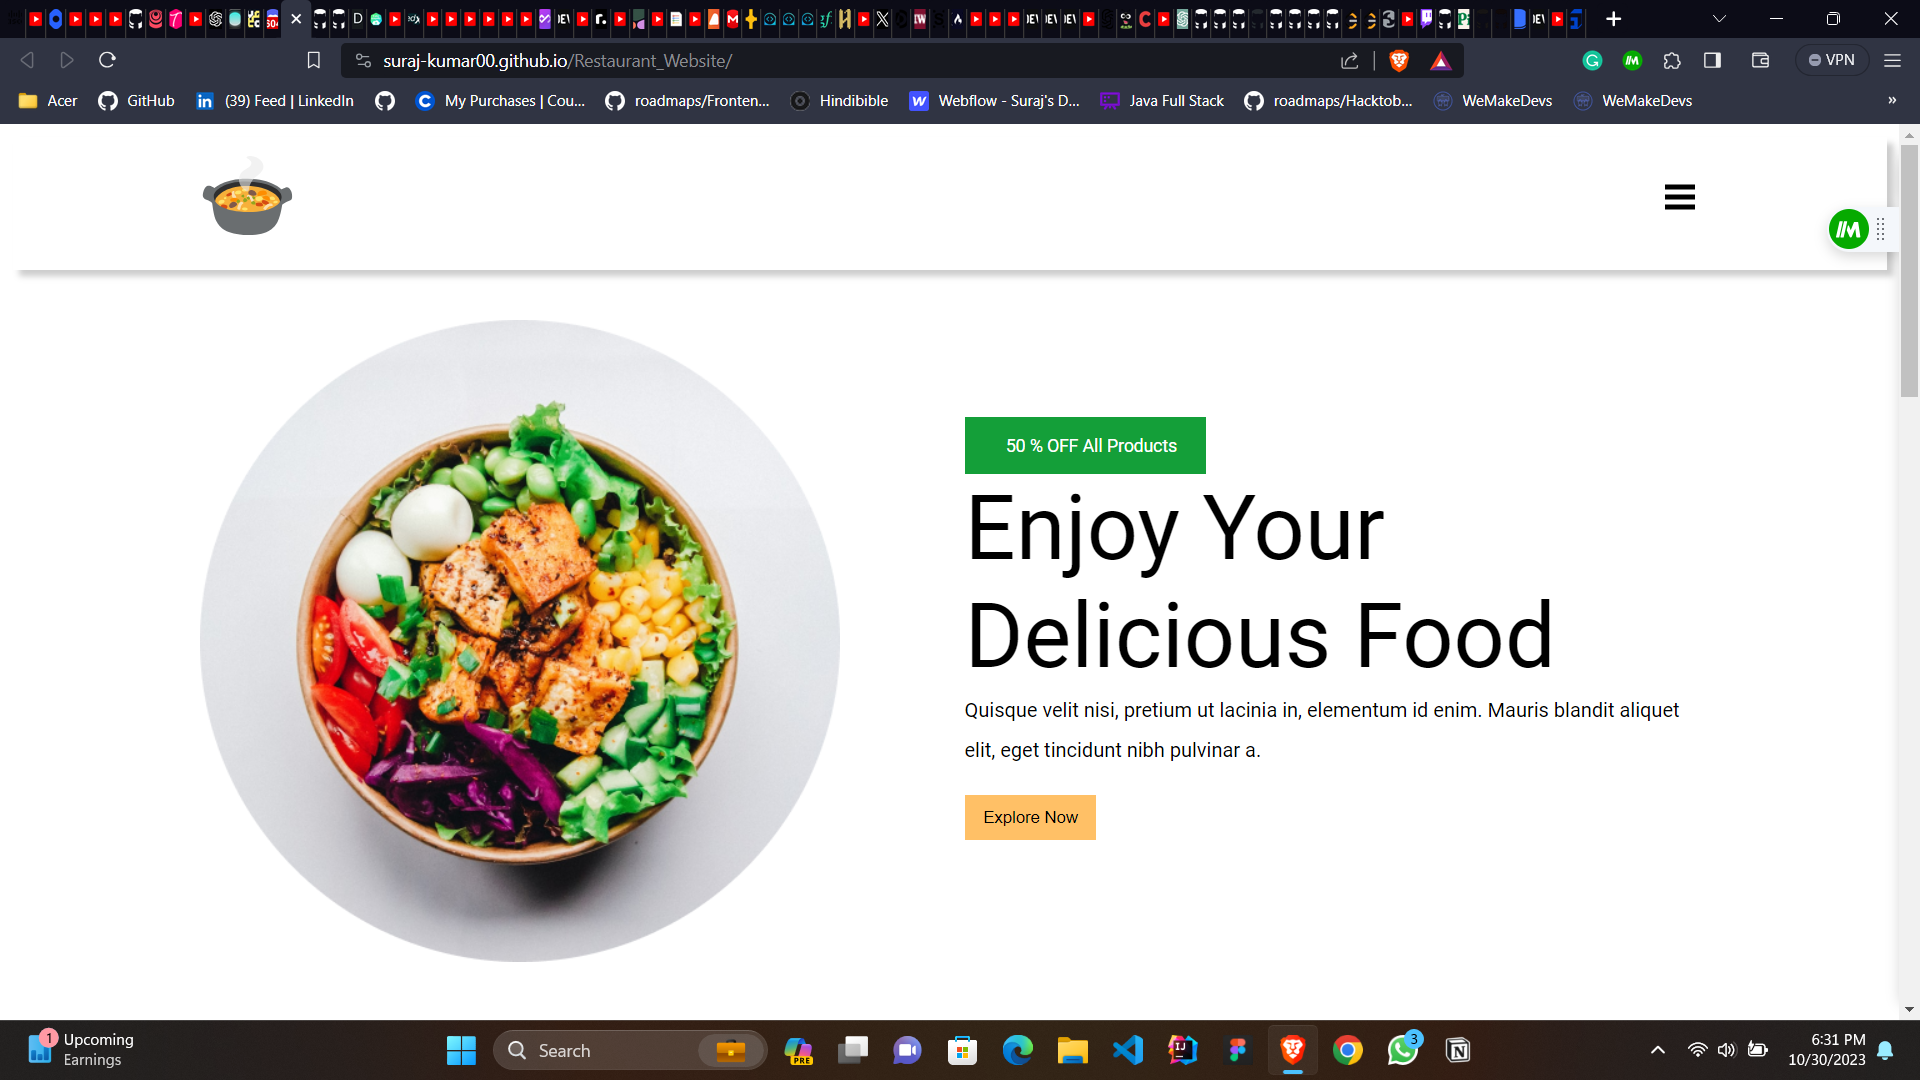 suraj-kumar00.github.io/Restaurant_Website/
VPN
Acer
GitHub
(39) Feed | LinkedIn
My Purchases | Cou...
roadmaps/Fronten...
Hindibible
Webflow - Suraj's D...
Java Full Stack
roadmaps/Hacktob...
WeMakeDevs
WeMakeDevs
»
50 % OFF All Products
Enjoy Your
Delicious Food
Quisque velit nisi, pretium ut lacinia in, elementum id enim. Mauris blandit aliquet
elit, eget tincidunt nibh pulvinar a.
Explore Now
1
Upcoming
Earnings
Search
PRE
3
6:31 PM
10/30/2023